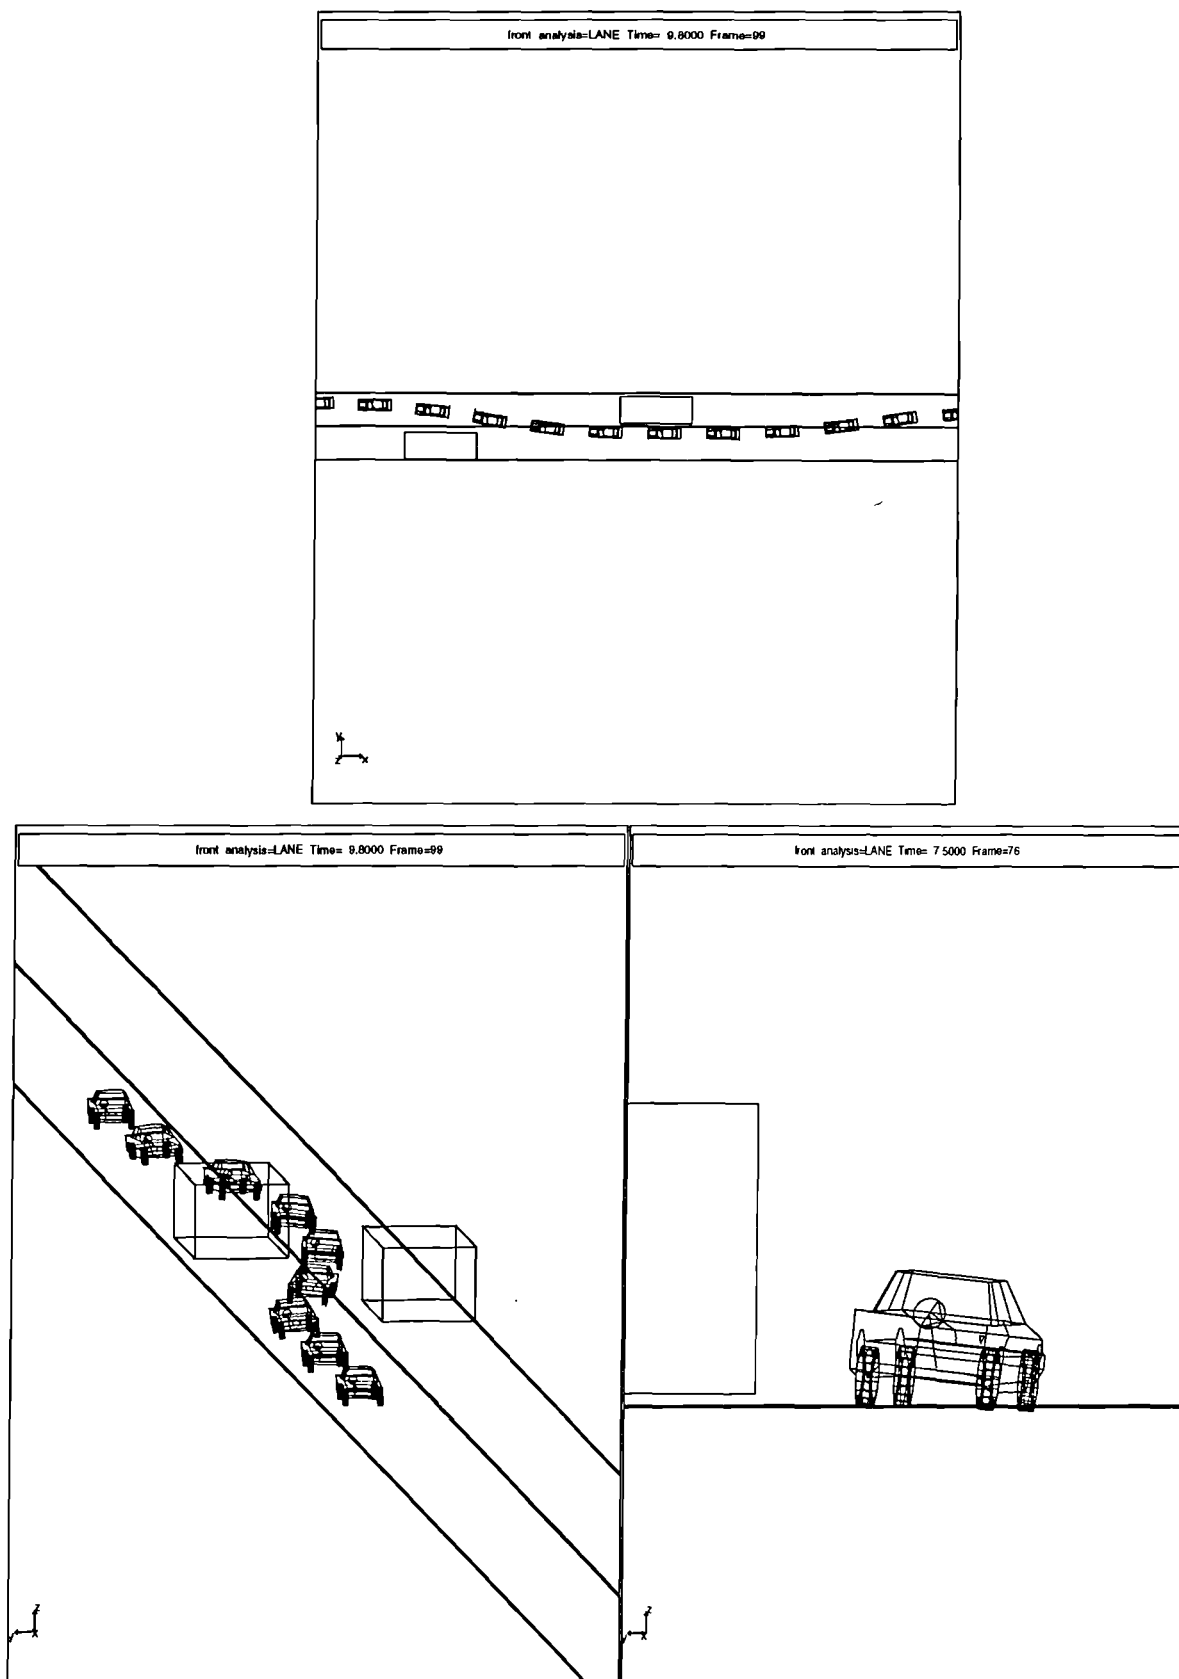 front analysis=LANE Time= 9.8000 Frame=99
Y
Z X
front analysis=LANE Time= 9.8000 Frame=99
front analysis=LANE Time= 7 5000 Frame=76
Z
Y X
Z
Y X